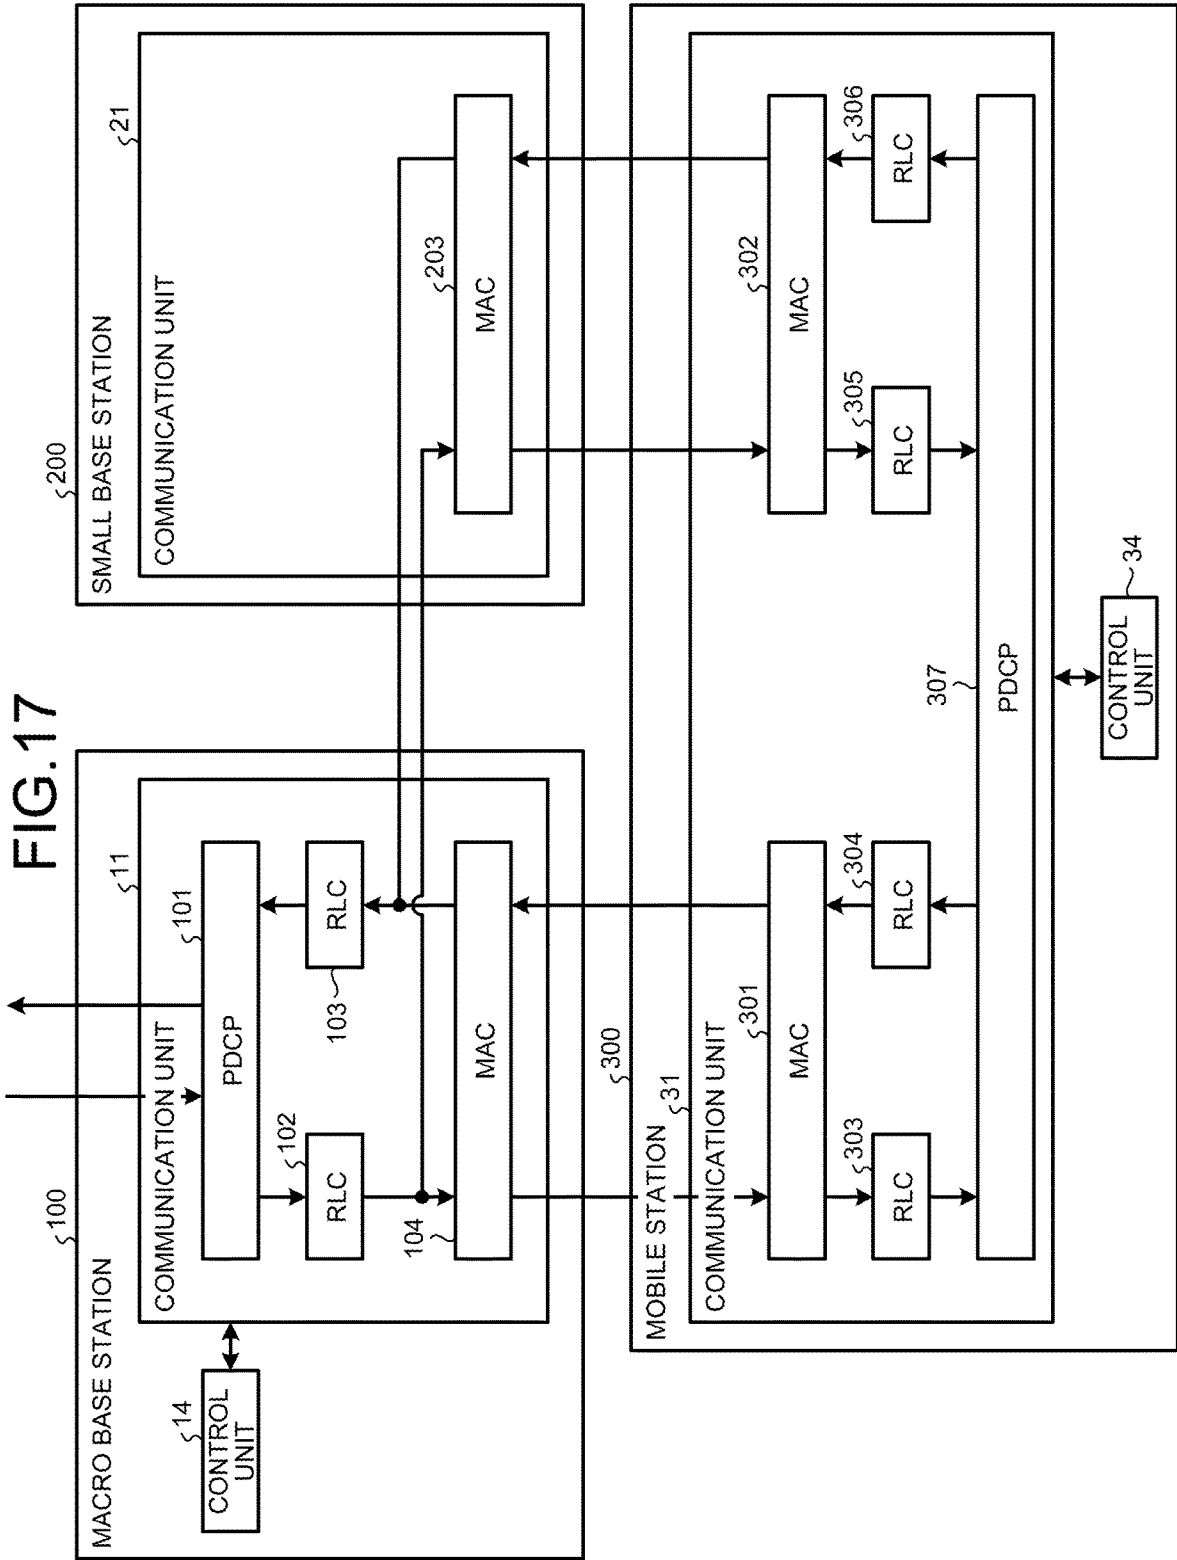 FIG.17
100
MACRO BASE STATION
14
CONTROL
UNIT
11
COMMUNICATION UNIT
101
PDCP
102
RLC
103
RLC
104
MAC
200
SMALL BASE STATION
21
COMMUNICATION UNIT
203
MAC
300
MOBILE STATION
31
COMMUNICATION UNIT
301
MAC
302
MAC
303
RLC
304
RLC
305
RLC
306
RLC
307
PDCP
34
CONTROL
UNIT